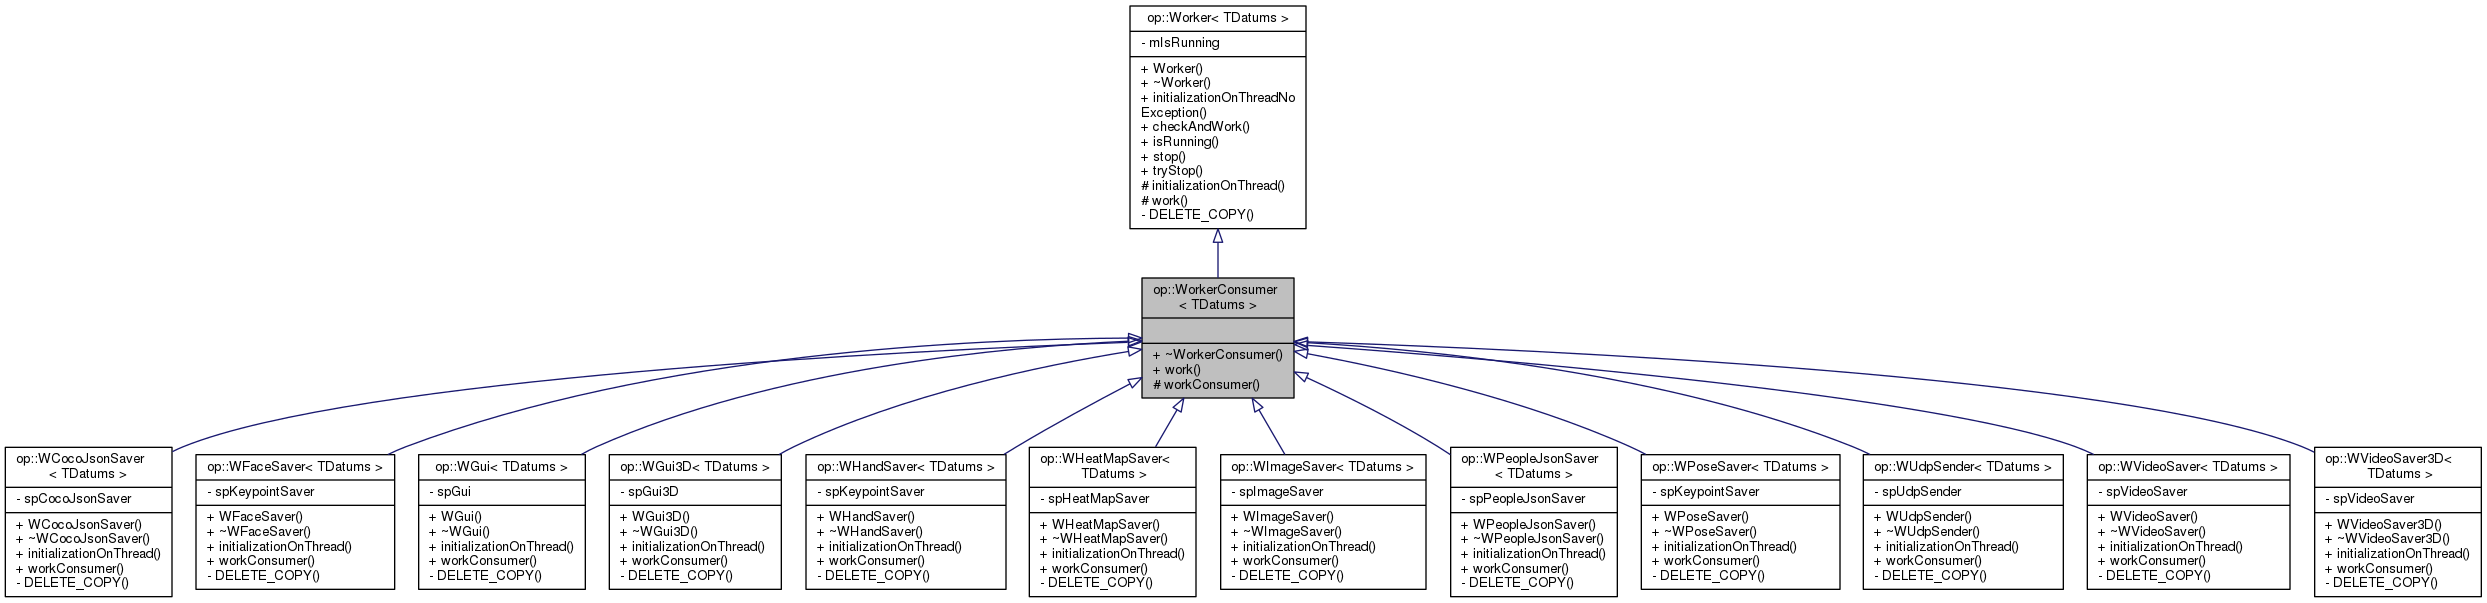 op::Worker< TDatums >
- mIsRunning
+ Worker()
+ ~Worker()
+ initializationOnThreadNo
Exception()
+ checkAndWork()
+ isRunning()
+ stop()
+ tryStop()
# initializationOnThread()
# work()
- DELETE_COPY()
op::WorkerConsumer
< TDatums >
+ ~WorkerConsumer()
+ work()
# workConsumer()
op::WCocoJsonSaver
< TDatums >
- spCocoJsonSaver
+ WCocoJsonSaver()
+ ~WCocoJsonSaver()
+ initializationOnThread()
+ workConsumer()
- DELETE_COPY()
op::WFaceSaver< TDatums >
- spKeypointSaver
+ WFaceSaver()
+ ~WFaceSaver()
+ initializationOnThread()
+ workConsumer()
- DELETE_COPY()
op::WGui< TDatums >
- spGui
+ WGui()
+ ~WGui()
+ initializationOnThread()
+ workConsumer()
- DELETE_COPY()
op::WGui3D< TDatums >
- spGui3D
+ WGui3D()
+ ~WGui3D()
+ initializationOnThread()
+ workConsumer()
- DELETE_COPY()
op::WHandSaver< TDatums >
- spKeypointSaver
+ WHandSaver()
+ ~WHandSaver()
+ initializationOnThread()
+ workConsumer()
- DELETE_COPY()
op::WHeatMapSaver<
TDatums >
- spHeatMapSaver
+ WHeatMapSaver()
+ ~WHeatMapSaver()
+ initializationOnThread()
+ workConsumer()
- DELETE_COPY()
op::WImageSaver< TDatums >
- spImageSaver
+ WImageSaver()
+ ~WImageSaver()
+ initializationOnThread()
+ workConsumer()
- DELETE_COPY()
op::WPeopleJsonSaver
< TDatums >
- spPeopleJsonSaver
+ WPeopleJsonSaver()
+ ~WPeopleJsonSaver()
+ initializationOnThread()
+ workConsumer()
- DELETE_COPY()
op::WPoseSaver< TDatums >
- spKeypointSaver
+ WPoseSaver()
+ ~WPoseSaver()
+ initializationOnThread()
+ workConsumer()
- DELETE_COPY()
op::WUdpSender< TDatums >
- spUdpSender
+ WUdpSender()
+ ~WUdpSender()
+ initializationOnThread()
+ workConsumer()
- DELETE_COPY()
op::WVideoSaver< TDatums >
- spVideoSaver
+ WVideoSaver()
+ ~WVideoSaver()
+ initializationOnThread()
+ workConsumer()
- DELETE_COPY()
op::WVideoSaver3D<
TDatums >
- spVideoSaver
+ WVideoSaver3D()
+ ~WVideoSaver3D()
+ initializationOnThread()
+ workConsumer()
- DELETE_COPY()